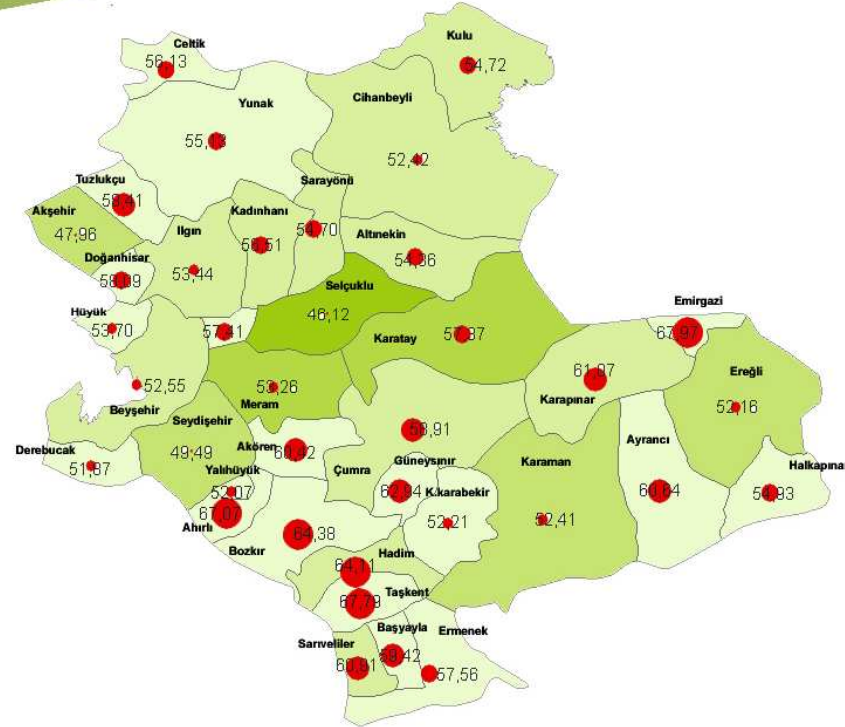 Kulu
54,72
Celtik
56,13
Cihanbeyli
52,42
Yunak
55,13
Tuzlukçu
58,41
Sarayönü
54,70
Akşehir
47,96
Kadınhanı
56,51
Ilgın
53,44
Altınekin
54,36
Doğanhisar
58,09
Selçuklu
46,12
Hüyük
53,70
57,41
Karatay
57,37
Emirgazi
67,97
Ereğli
52,16
61,07
Karapınar
52,55
Beyşehir
53,26
Meram
Seydişehir
49,49
Derebucak
51,87
Akören
60,42
58,91
Çumra
Güneysınır
62,94
K.karabekir
52,21
Karaman
52,41
Ayrancı
60,64
Halkapınar
54,93
Yalıhüyük
52,07
67,07
Ahırlı
Bozkır
64,38
Hadim
64,11
Taşkent
67,79
Sarıveliler
60,91
Başyayla
59,42
Ermenek
57,56